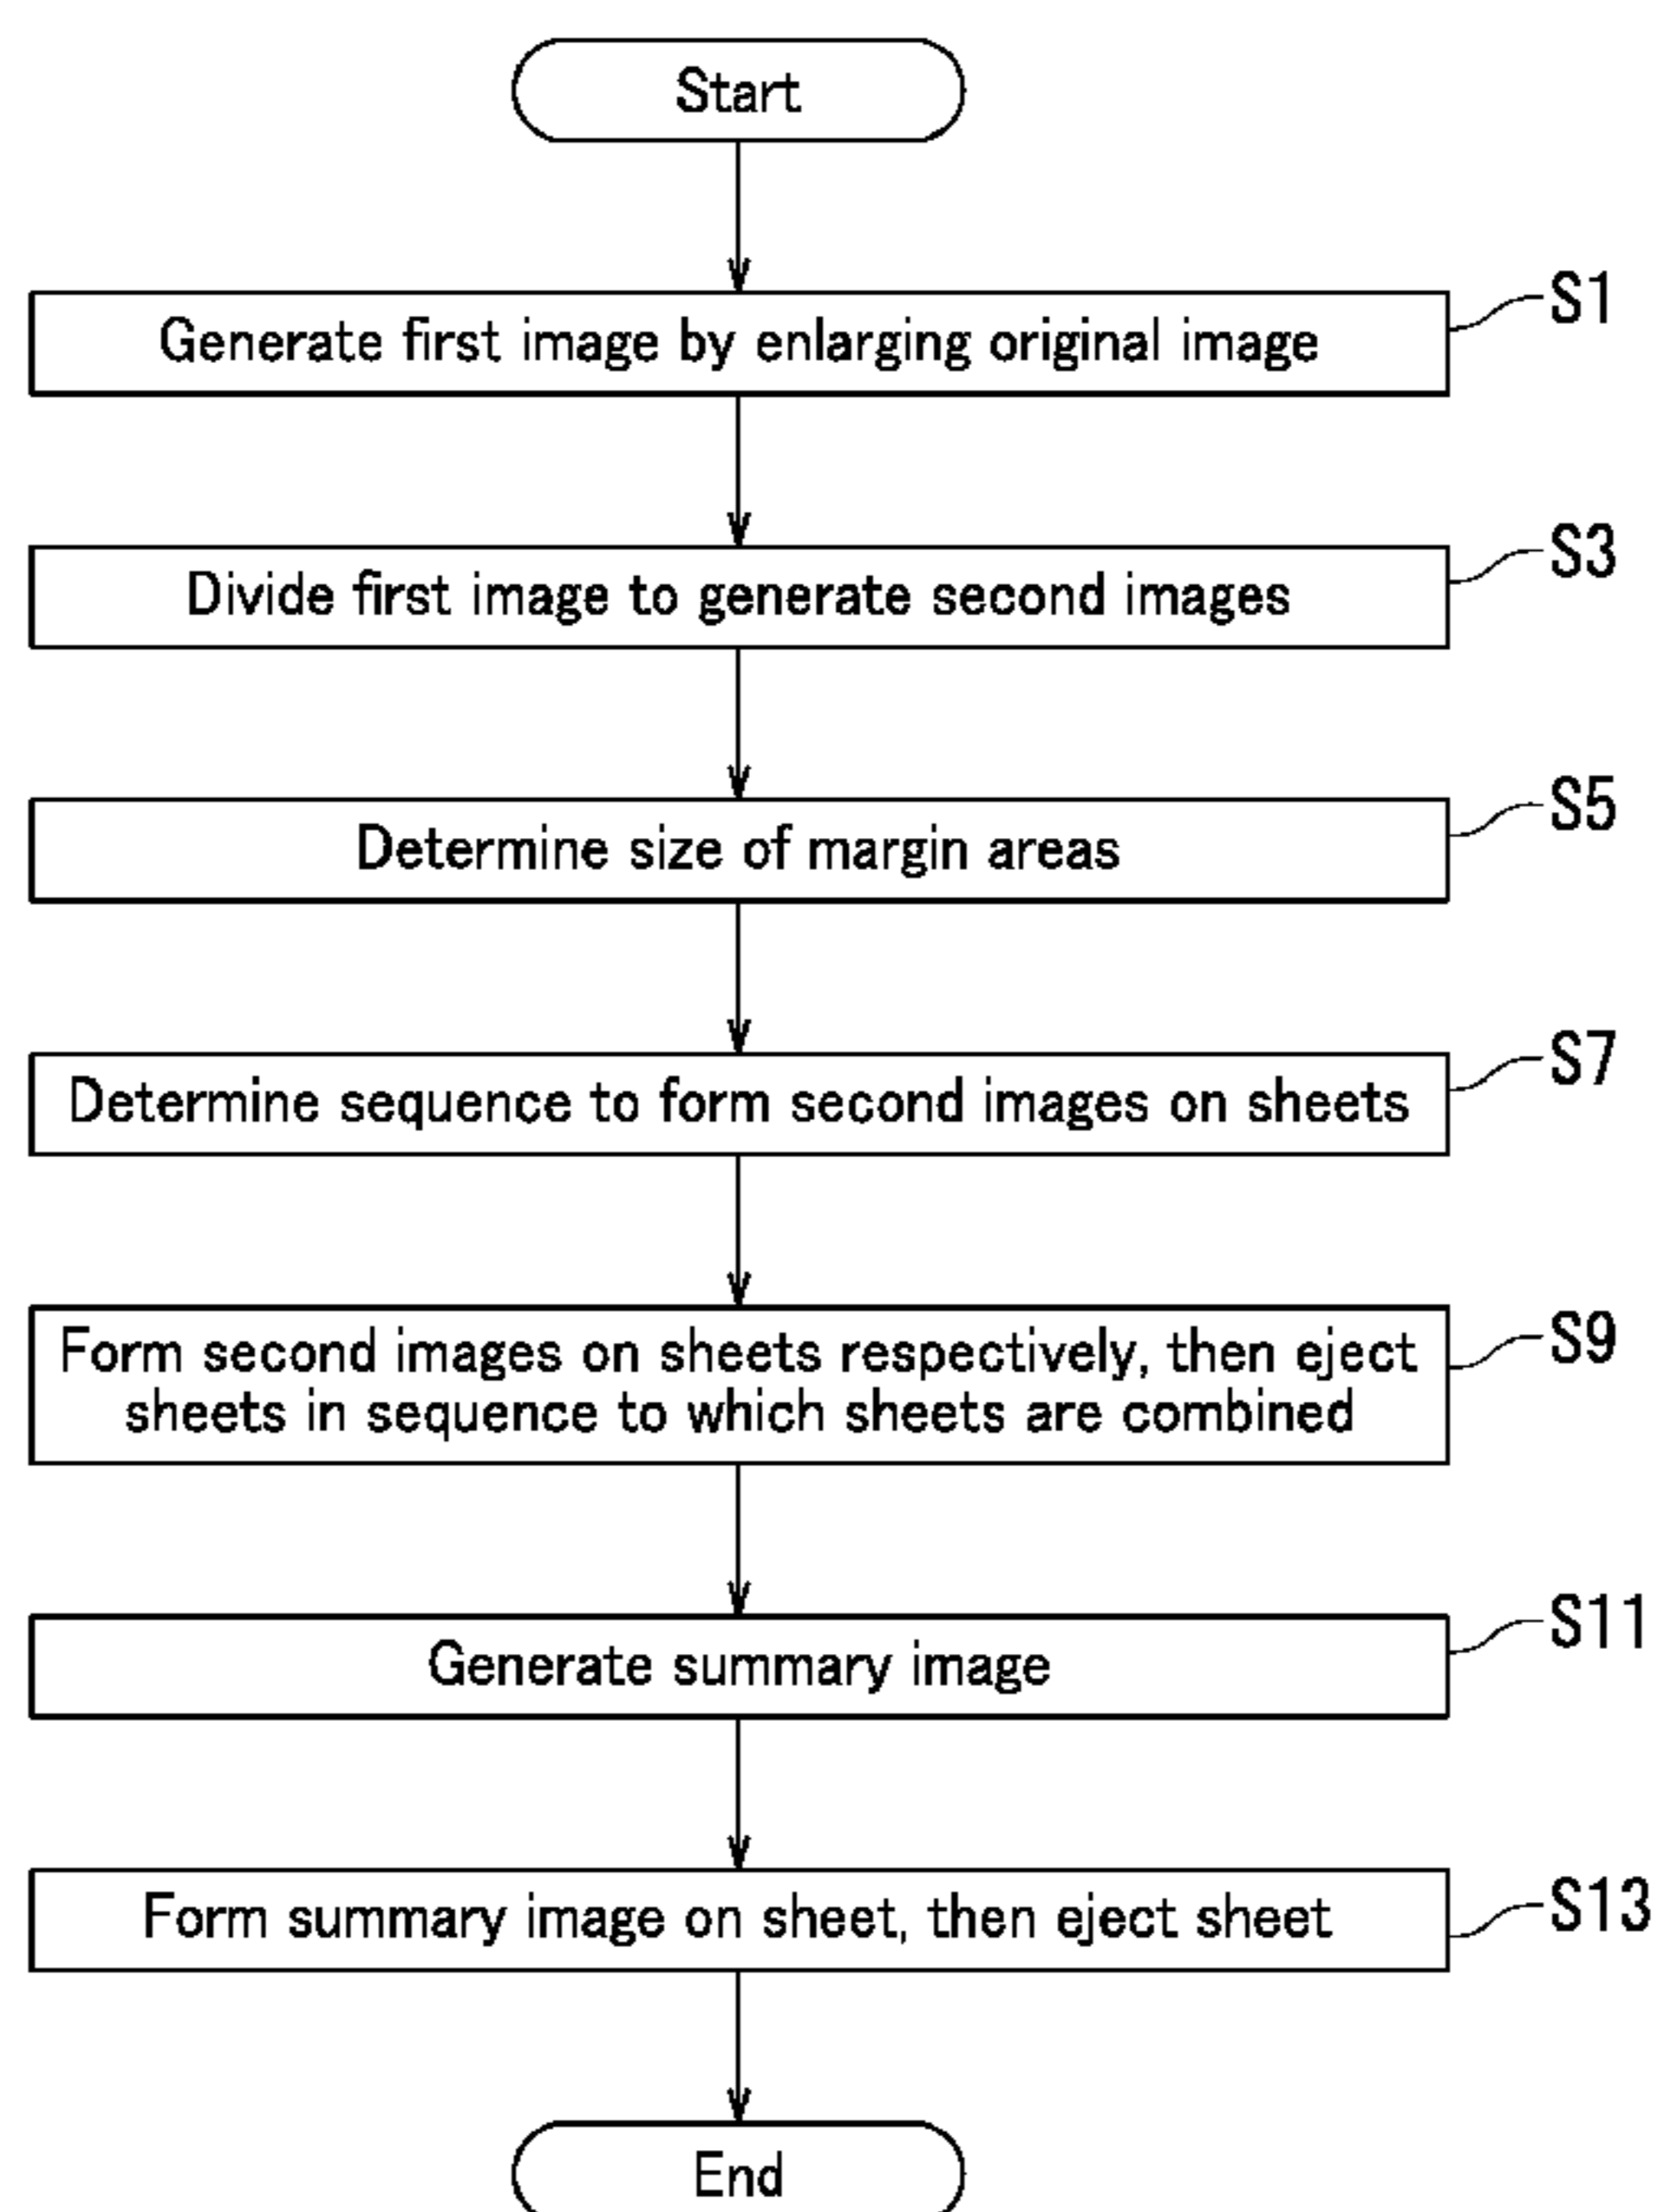 Start
Generate first image by enlarging original image
S1
Divide first image to generate second images
S3
Determine size of margin areas
S5
Determine sequence to form second images on sheets
S7
Form second images on sheets respectively, then eject
sheets in sequence to which sheets are combined
S9
Generate summary image
S11
Form summary image on sheet, then eject sheet
S13
End